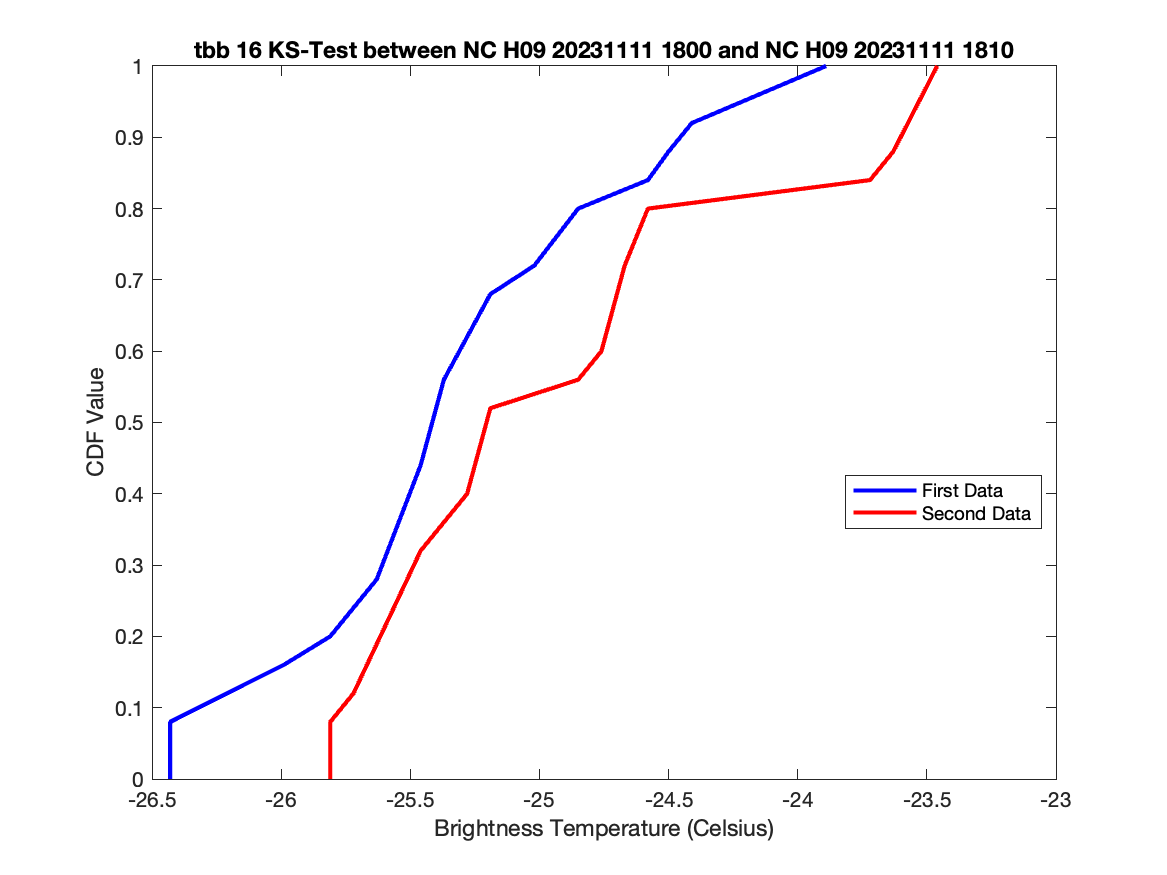 tbb 16 KS-Test between NC H09 20231111 1800 and NC H09 20231111 1810
1
0.9
0.8
0.7
0.6
0.5
0.4
0.3
0.2
0.1
0
CDF Value
First Data
Second Data
-26.5 -26 -25.5 -25 -24.5 -24 -23.5 -23
Brightness Temperature (Celsius)